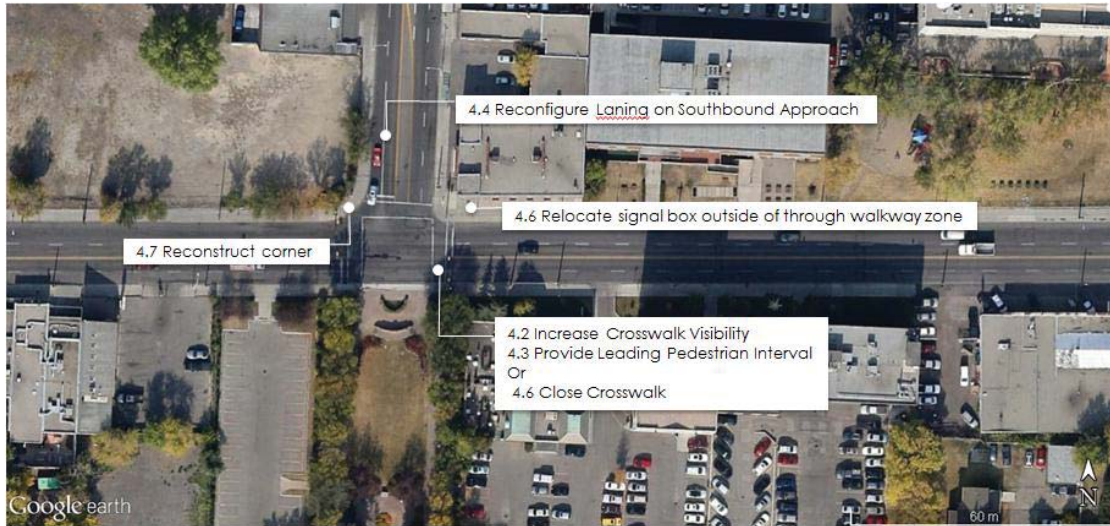 4.4 Reconfigure Laning on Southbound Approach
4.6 Relocate signal box outside of through walkway zone
4.7 Reconstruct corner
4.2 Increase Crosswalk Visibility
4.3 Provide Leading Pedestrian Interval
Or
4.6 Close Crosswalk
Google earth
N
60 m